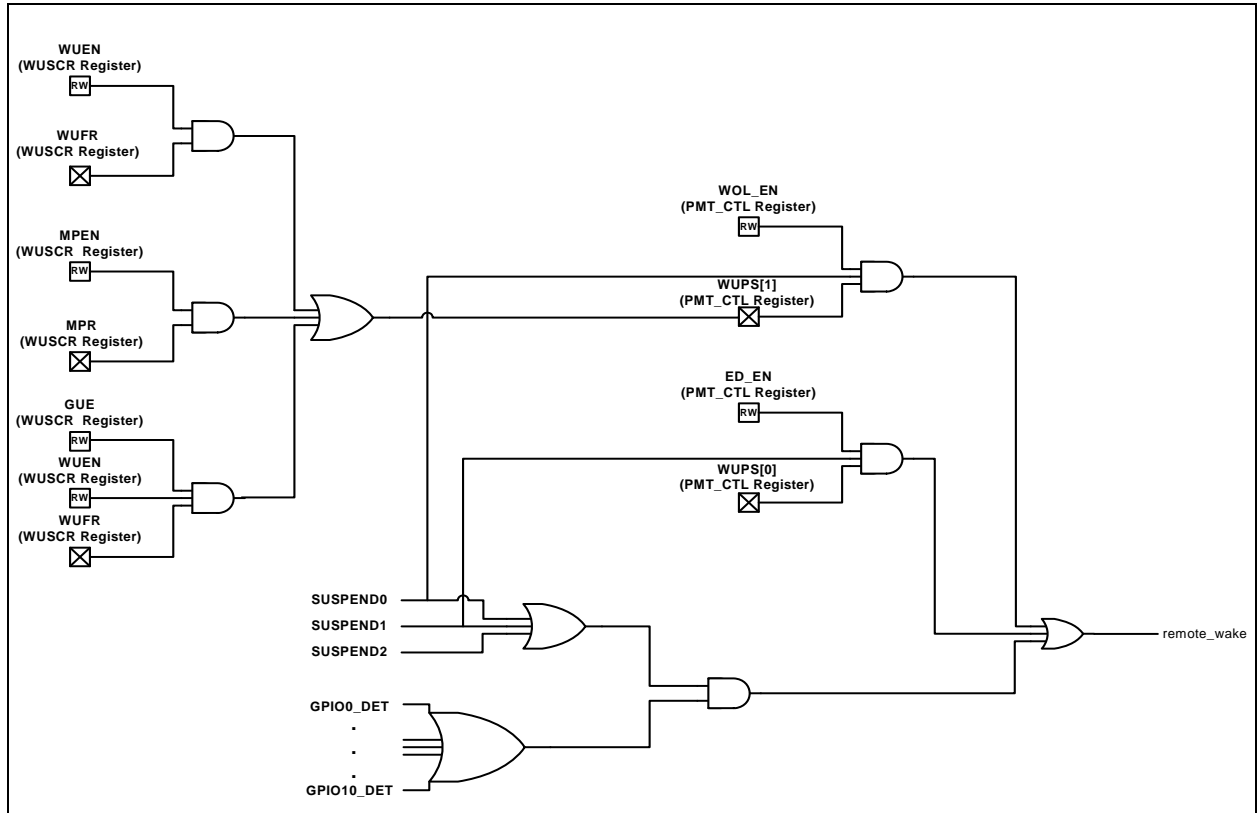 WUEN
(WUSCR Register)
RW
WUFR
(WUSCR Register)
MPEN
(WUSCR Register)
RW
MPR
(WUSCR Register)
GUE
(WUSCR Register)
RW
WUEN
(WUSCR Register)
RW
WUFR
(WUSCR Register)
WOL_EN
(PMT_CTL Register)
RW
WUPS[1]
(PMT_CTL Register)
ED_EN
(PMT_CTL Register)
RW
WUPS[0]
(PMT_CTL Register)
SUSPEND0
SUSPEND1
SUSPEND2
GPIO0_DET
.
.
.
GPIO10_DET
remote_wake